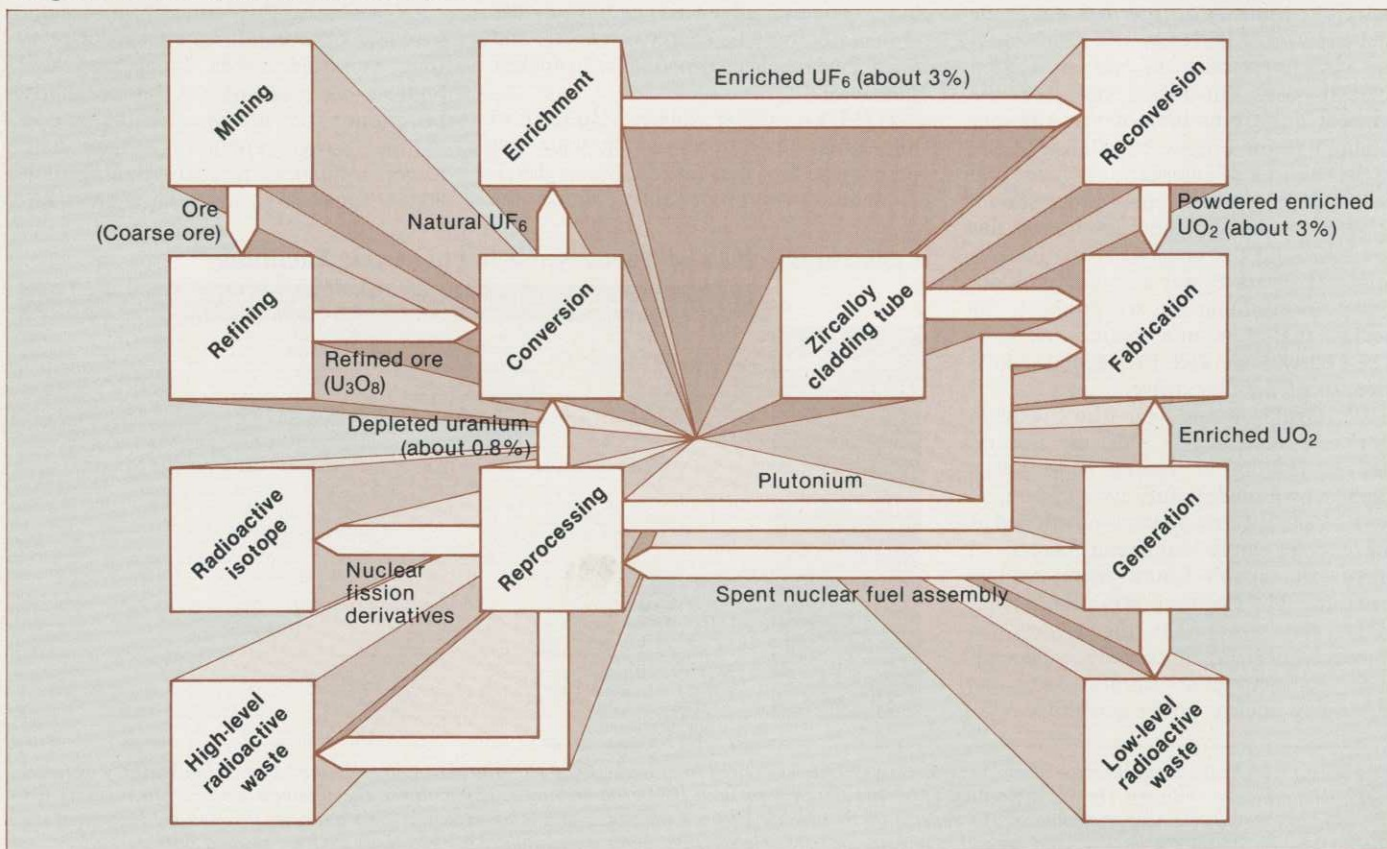 Mining
Enrichment
Enriched UF₆ (about 3%)
Reconversion
Ore
(Coarse ore)
Natural UF₆
Powdered enriched
UO₂ (about 3%)
Refining
Refined ore
(U₃O₈)
Conversion
Zircalloy
cladding tube
Fabrication
Depleted uranium
(about 0.8%)
Enriched UO₂
Radioactive
isotope
Nuclear
fission
derivatives
Reprocessing
Plutonium
Spent nuclear fuel assembly
Generation
High-level
radioactive
waste
Low-level
radioactive
waste